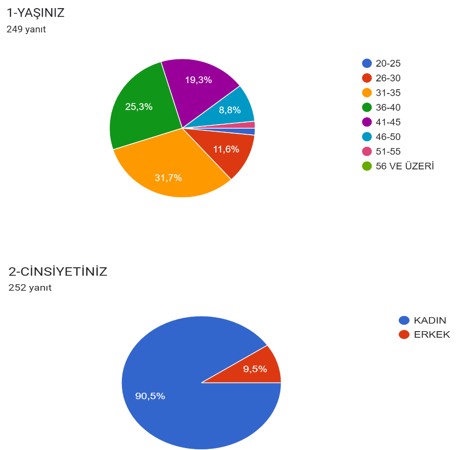 1-YAŞINIZ
249 yanıt
20-25
26-30
31-35
36-40
41-45
46-50
51-55
56 VE ÜZERİ
19,3%
8,8%
25,3%
11,6%
31,7%
2-CİNSİYETİNİZ
252 yanıt
KADIN
ERKEK
9,5%
90,5%